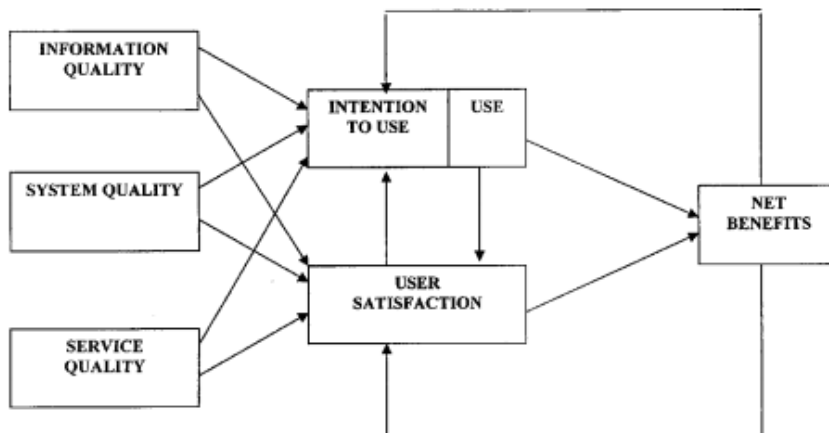 INFORMATION
QUALITY
INTENTION
TO USE
USE
SYSTEM QUALITY
NET
BENEFITS
USER
SATISFACTION
SERVICE
QUALITY